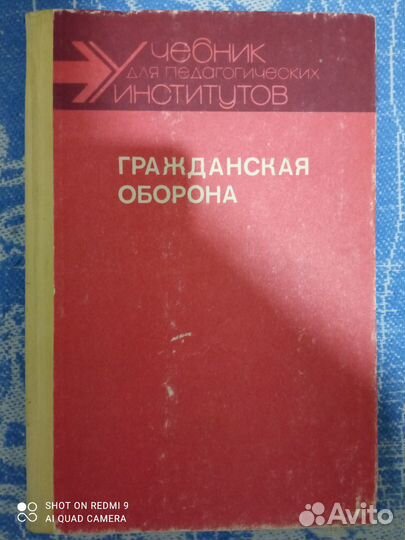 Учебник
для педагогических
институтов
ГРАЖДАНСКАЯ
ОБОРОНА
SHOT ON REDMI 9
AI QUAD CAMERA
Avito